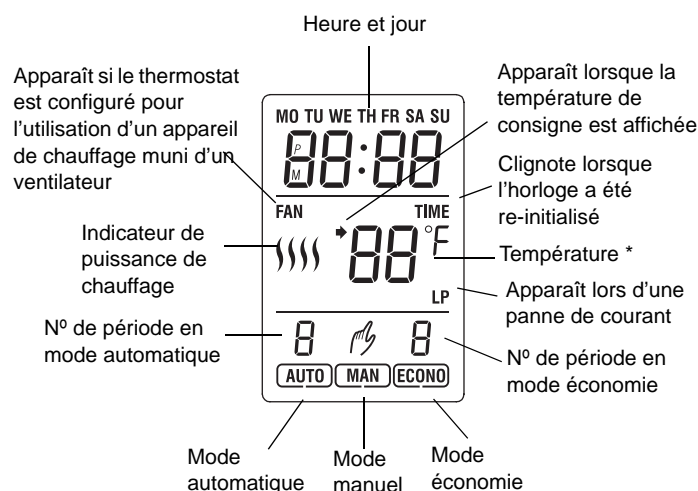 Heure et jour
Apparaît si le thermostat
est configuré pour
l'utilisation d'un appareil
de chauffage muni d'un
ventilateur
Apparaît lorsque la
température de
consigne est affichée
MO TU WE TH FR SA SU
P
M
88:88
Clignote lorsque
l'horloge a été
re-initialisé
FAN
TIME
Indicateur de
puissance de
chauffage
88
°F
Température *
LP
Apparaît lors d'une
panne de courant
Nº de période en
mode automatique
8
8
Nº de période en
mode économie
AUTO
MAN
ECONO
Mode
automatique
Mode
manuel
Mode
économie